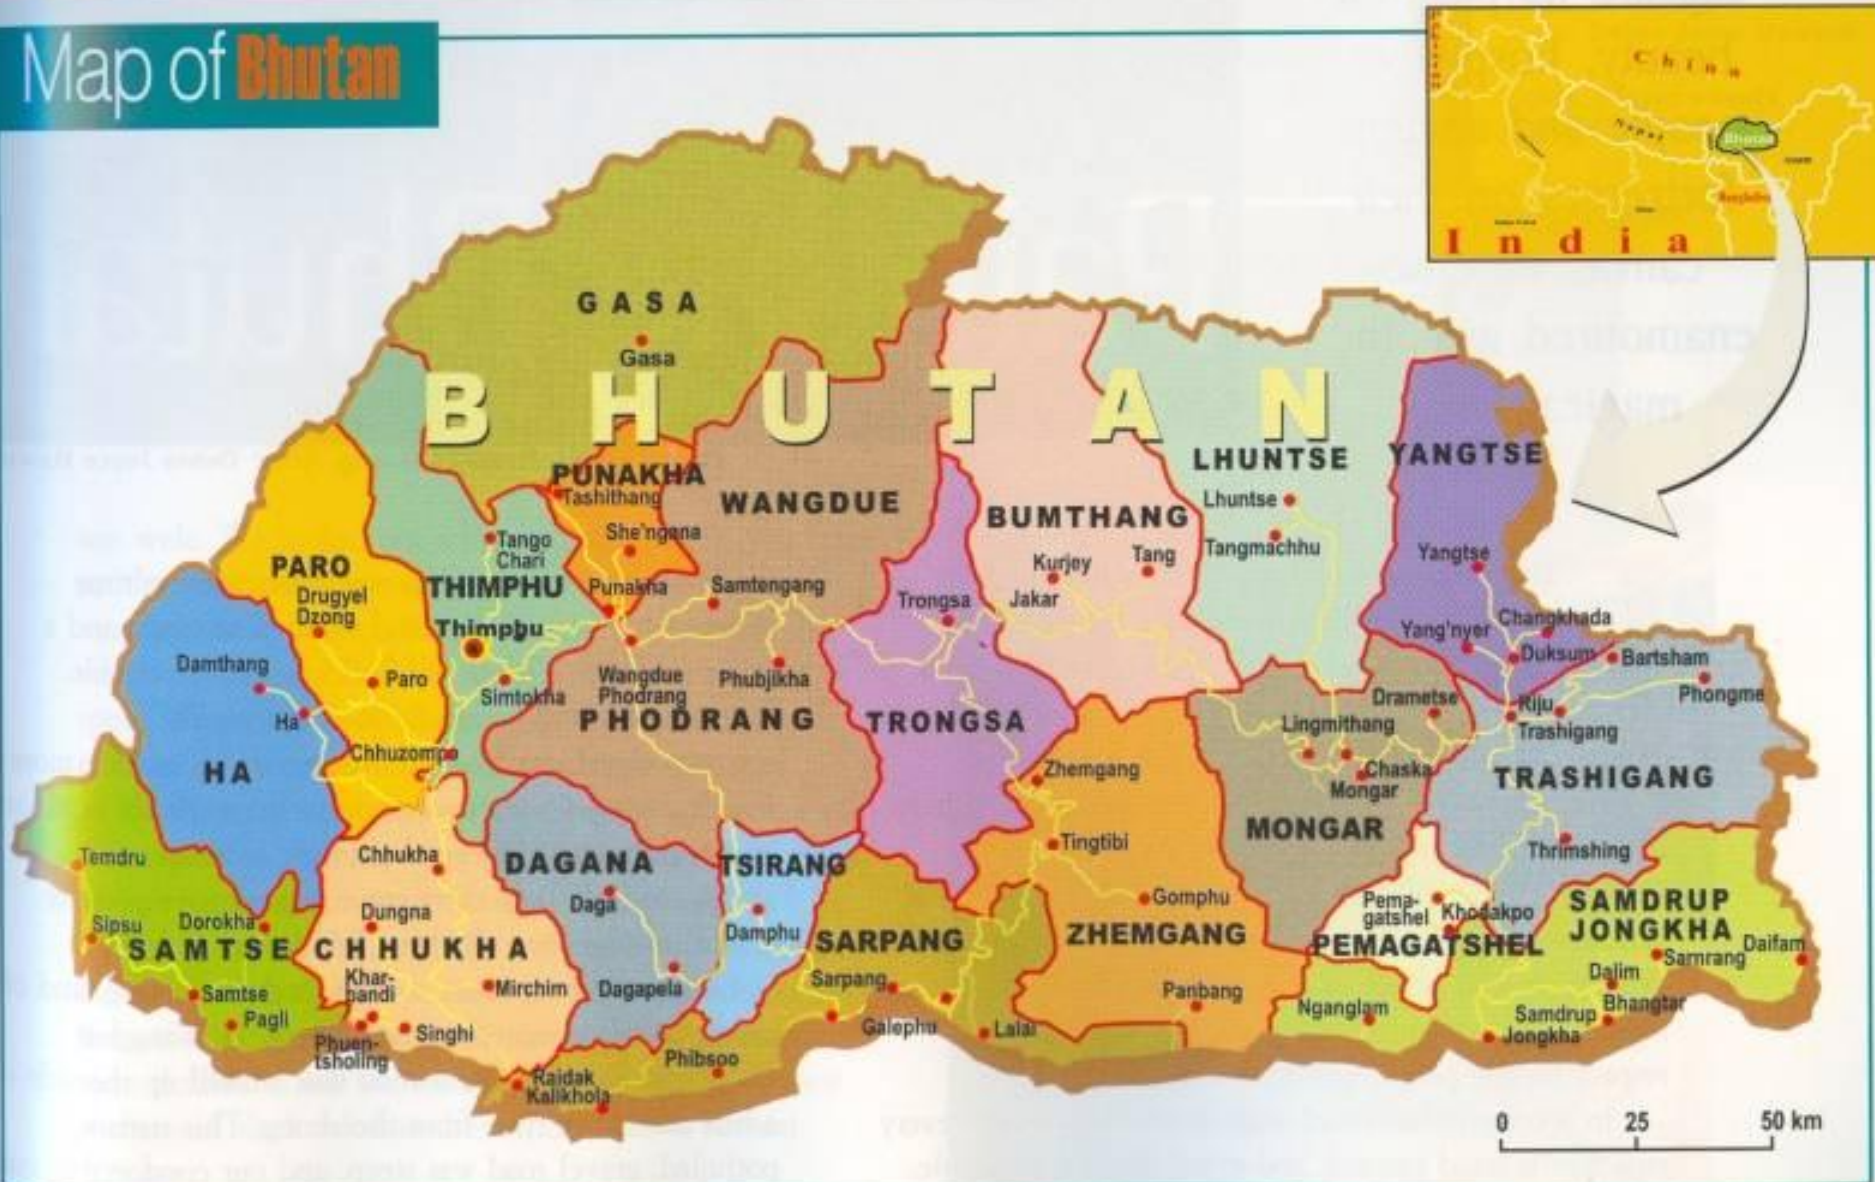 Map of Bhutan
China
Nepal
Bhutan
India
BHUTAN
GASA
Gasa
PUNAKHA
Tashithang
She'ngana
Punakha
WANGDUE
Samtengang
Wangdue
Phodrang
Phubjikha
PHODRANG
PARO
Drugyel
Dzong
Paro
Tango
Chari
THIMPHU
Thimphu
Simtokha
Chhuzompo
Damthang
Ha
HA
TRONGSA
Trongsa
BUMTHANG
Kurjey
Tang
Jakar
LHUNTSE
Lhuntse
Tangmachhu
YANGTSE
Yangtse
Changkhada
Yang'nyer
Duksum
Bartsham
Phongme
Riju
Trashigang
TRASHIGANG
Thrimshing
Drametse
Lingmithang
Chaska
Mongar
MONGAR
Zhemgang
Tingtibi
Gomphu
ZHEMGANG
Panbang
Temdru
Sipsu
Dorokha
SAMTSE
Samtse
Pagli
Chhukha
Dungna
CHHUKHA
Khar-
bandi
Mirchim
Singhi
Phuen-
tsholing
DAGANA
Daga
Dagapela
TSIRANG
Damphu
SARPANG
Sarpang
Galephu
Lalai
Phibsoo
Raidak
Kalikhola
Pema-
gatshel
Khodakpo
PEMAGATSHEL
Nganglam
SAMDRUP
JONGKHA
Daifam
Samrang
Dalim
Bhangtar
Samdrup
Jongkha
0 25 50 km